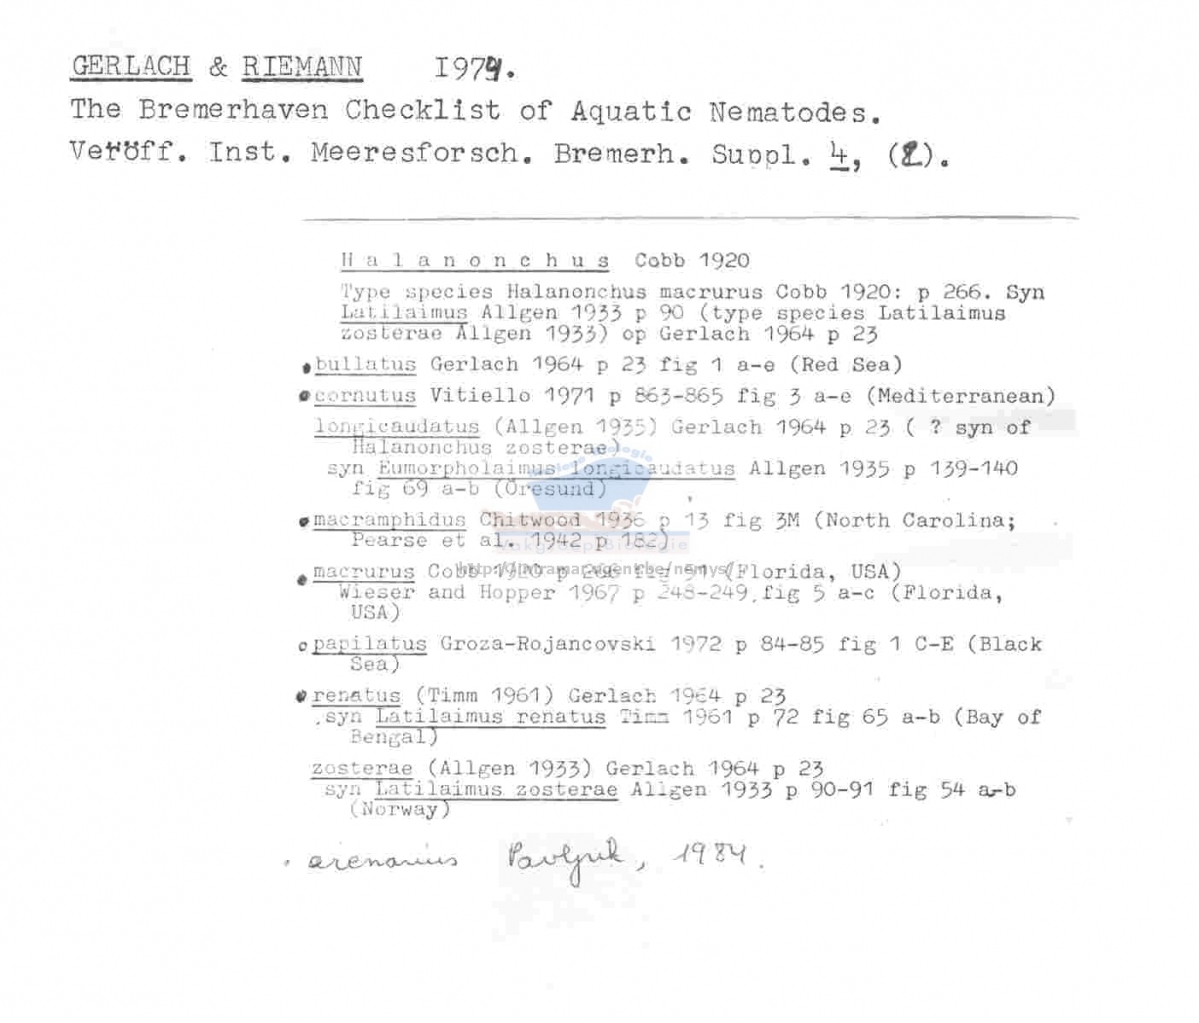 GERLACH & RIEMANN 1974.
The Bremerhaven Checklist of Aquatic Nematodes.
Veröff. Inst. Meeresforsch. Bremerh. Suppl. 4, (2).
Halanonchus Cobb 1920
Type species Halanonchus macrurus Cobb 1920: p 266. Syn
Latilaimus Allgen 1933 p 90 (type species Latilaimus
zosterae Allgen 1933) op Gerlach 1964 p 23
bullatus Gerlach 1964 p 23 fig 1 a-e (Red Sea)
cornutus Vitiello 1971 p 863-865 fig 3 a-e (Mediterranean)
longicaudatus (Allgen 1935) Gerlach 1964 p 23 ( ? syn of
Halanonchus zosterae)
syn Eumorpholaimus longicaudatus Allgen 1935 p 139-140
fig 69 a-b (Öresund)
macramphidus Chitwood 1936 p 13 fig 3M (North Carolina;
Pearse et al. 1942 p 182)
macrurus Cobb 1920 p 266 fig (Florida, USA)
Wieser and Hopper 1967 p 248-249, fig 5 a-c (Florida,
USA)
papilatus Groza-Rojancovski 1972 p 84-85 fig 1 C-E (Black
Sea)
renatus (Timm 1961) Gerlach 1964 p 23
syn Latilaimus renatus Timm 1961 p 72 fig 65 a-b (Bay of
Bengal)
zosterae (Allgen 1933) Gerlach 1964 p 23
syn Latilaimus zosterae Allgen 1933 p 90-91 fig 54 a-b
(Norway)
arenarius Pavljuk, 1984.